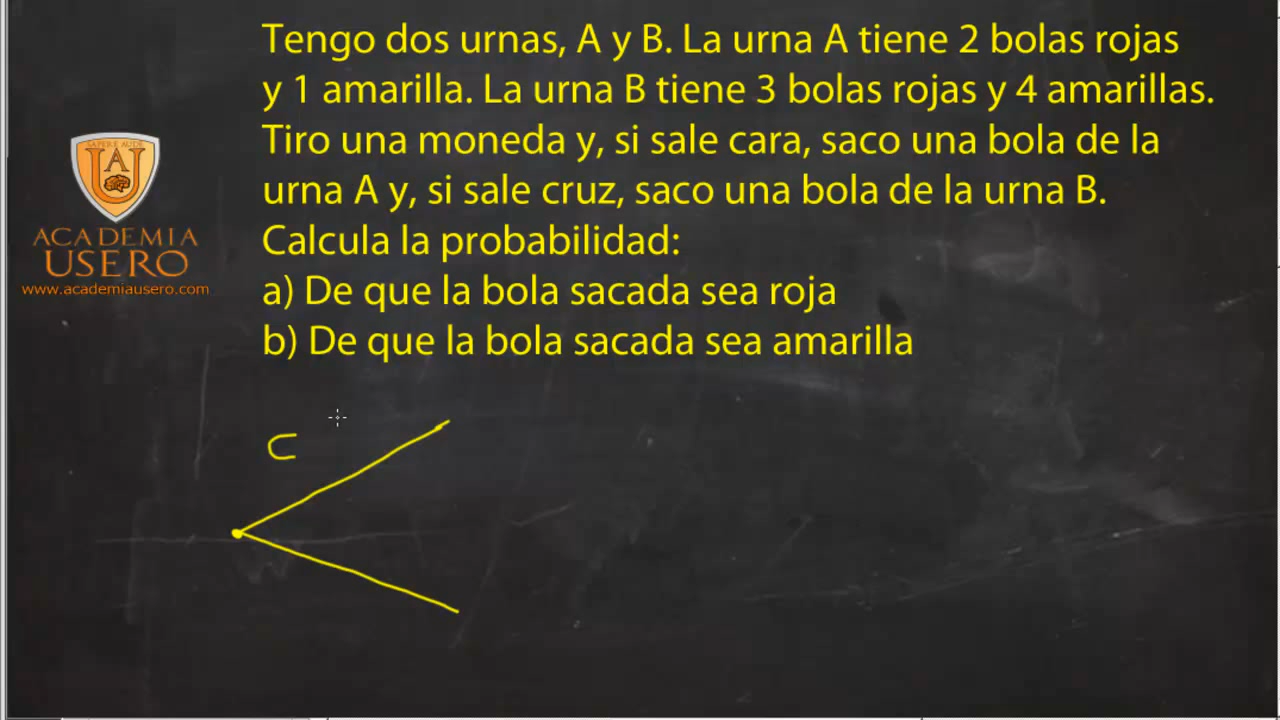 Tengo dos urnas, A y B. La urna A tiene 2 bolas rojas
y 1 amarilla. La urna B tiene 3 bolas rojas y 4 amarillas.
Tiro una moneda y, si sale cara, saco una bola de la
urna A y, si sale cruz, saco una bola de la urna B.
Calcula la probabilidad:
a) De que la bola sacada sea roja
b) De que la bola sacada sea amarilla
SAPERE AUDE
UA
ACADEMIA
USERO
www.academiausero.com
C